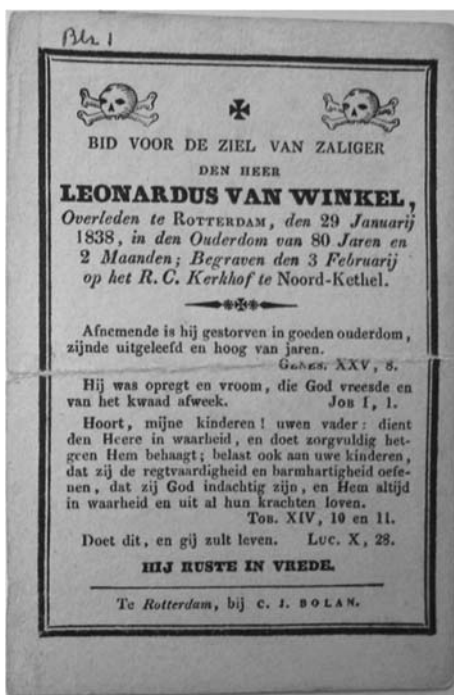 Blz 1
BID VOOR DE ZIEL VAN ZALIGER
DEN HEER
LEONARDUS VAN WINKEL,
Overleden te ROTTERDAM, den 29 Januarij
1838, in den Ouderdom van 80 Jaren en
2 Maanden; Begraven den 3 Februarij
op het R. C. Kerkhof te Noord-Kethel.
Afnemende is hij gestorven in goeden ouderdom,
zijnde uitgeleefd en hoog van jaren.
GENES. XXV, 8.
Hij was opregt en vroom, die God vreesde en
van het kwaad afweek. JOB I, 1.
Hoort, mijne kinderen! uwen vader: dient
den Heere in waarheid, en doet zorgvuldig het-
geen Hem behaagt; belast ook aan uwe kinderen,
dat zij de regtvaardigheid en barmhartigheid oefe-
nen, dat zij God indachtig zijn, en Hem altijd
in waarheid en uit al hun krachten loven.
TOB. XIV, 10 en 11.
Doet dit, en gij zult leven. LUC. X, 28.
HIJ RUSTE IN VREDE.
Te Rotterdam, bij C. J. BOLAN.